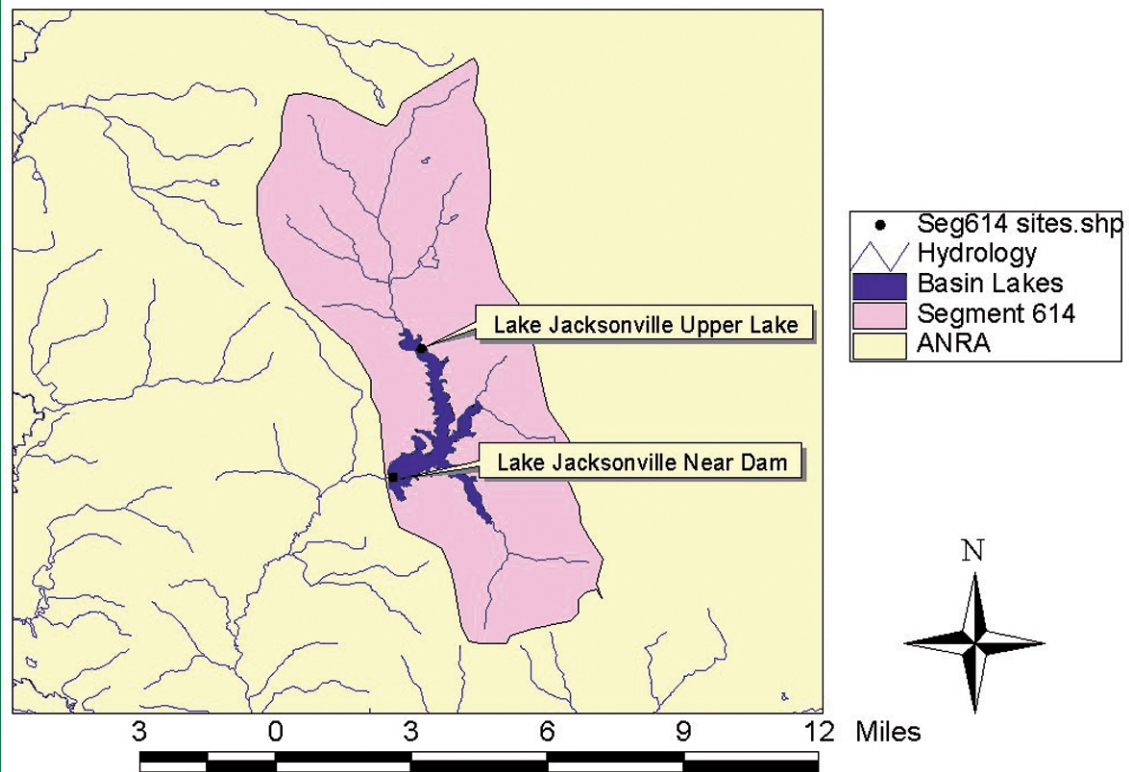 Seg614 sites.shp
Hydrology
Basin Lakes
Segment 614
ANRA
Lake Jacksonville Upper Lake
Lake Jacksonville Near Dam
N
3 0 3 6 9 12 Miles